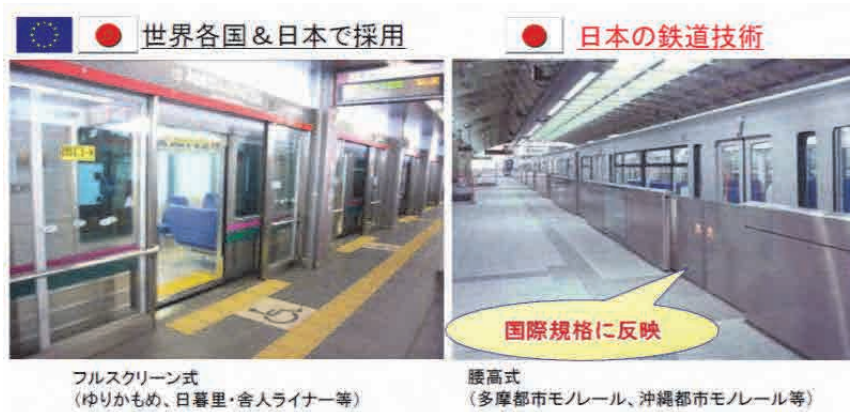 世界各国＆日本で採用
日本の鉄道技術
国際規格に反映
フルスクリーン式
（ゆりかもめ、日暮里・舎人ライナー等）
腰高式
（多摩都市モノレール、沖縄都市モノレール等）